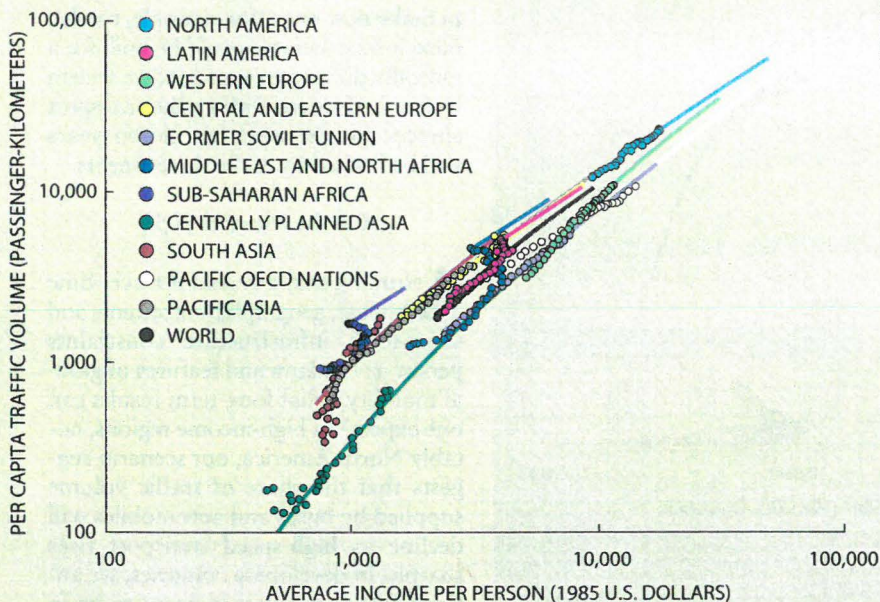 100,000
10,000
1,000
100
PER CAPITA TRAFFIC VOLUME (PASSENGER-KILOMETERS)
NORTH AMERICA
LATIN AMERICA
WESTERN EUROPE
CENTRAL AND EASTERN EUROPE
FORMER SOVIET UNION
MIDDLE EAST AND NORTH AFRICA
SUB-SAHARAN AFRICA
CENTRALLY PLANNED ASIA
SOUTH ASIA
PACIFIC OECD NATIONS
PACIFIC ASIA
WORLD
100
1,000
10,000
100,000
AVERAGE INCOME PER PERSON (1985 U.S. DOLLARS)